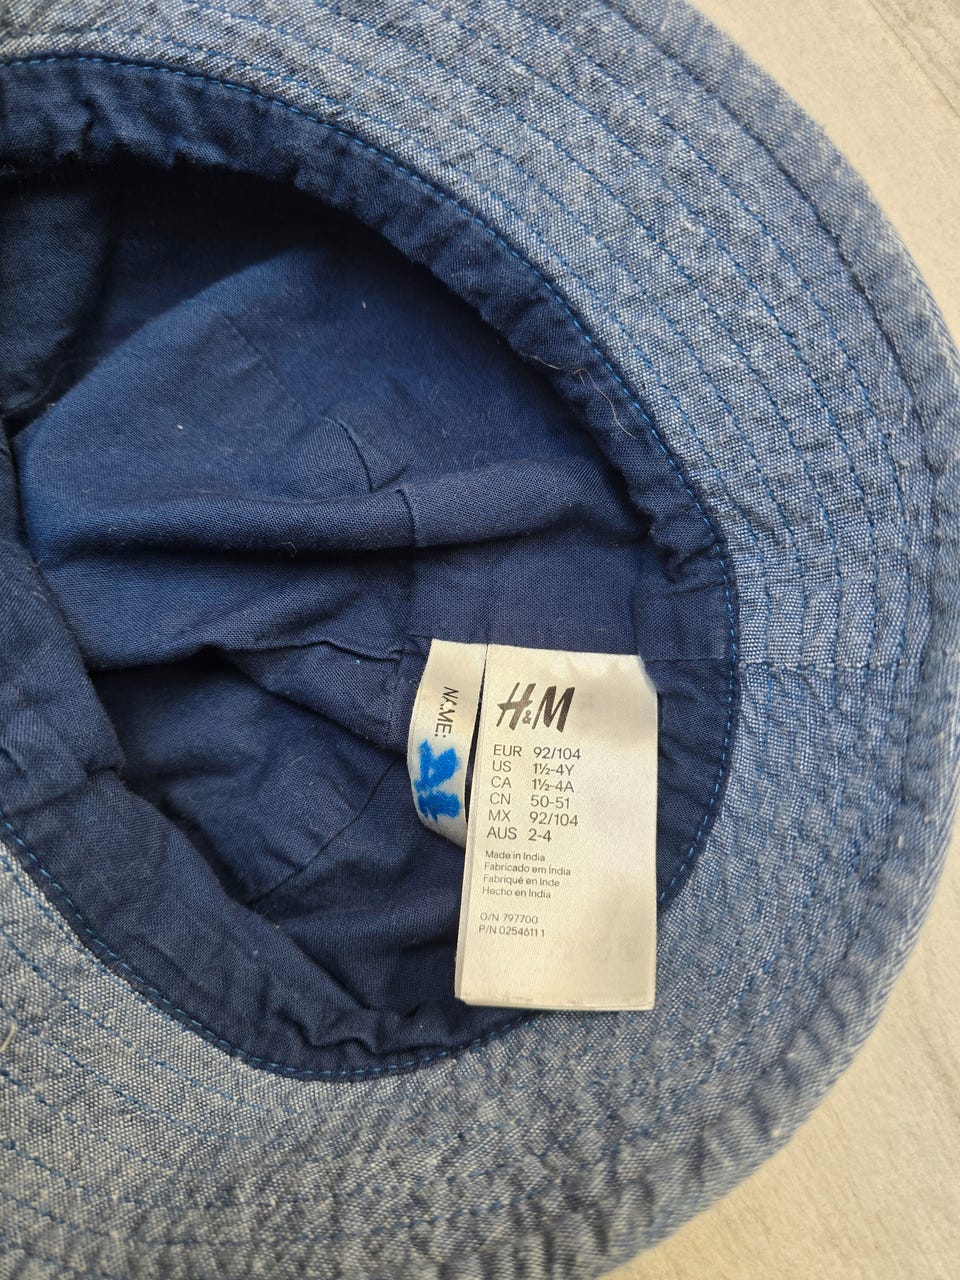 NAME:
H&M
EUR 92/104
US 1½-4Y
CA 1½-4A
CN 50-51
MX 92/104
AUS 2-4
Made in India
Fabricado em Índia
Fabriqué en Inde
Hecho en India
O/N 797700
P/N 02546111